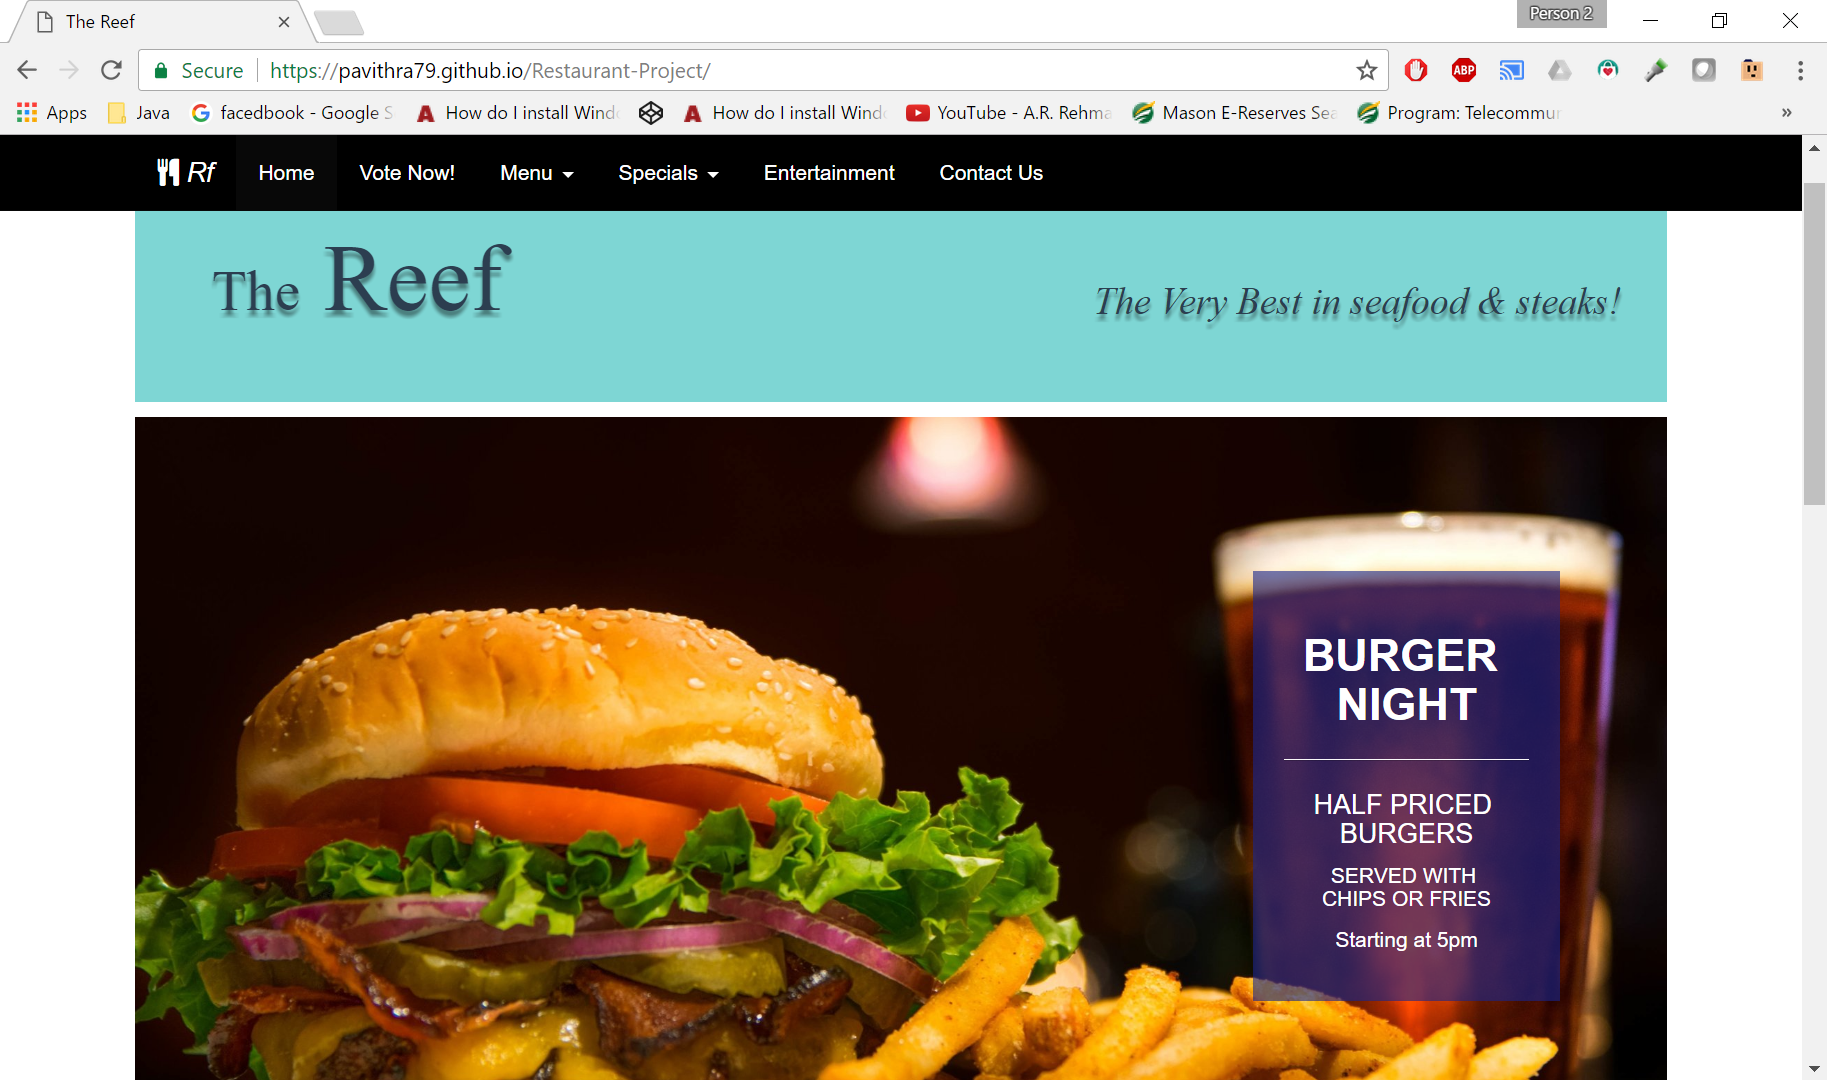 The Reef
Person 2
Secure
https://pavithra79.github.io/Restaurant-Project/
ABP
Apps
Java
facedbook - Google S
How do I install Wind
How do I install Wind
YouTube - A.R. Rehma
Mason E-Reserves Sea
Program: Telecommur
»
Rf
Home
Vote Now!
Menu
Specials
Entertainment
Contact Us
The Reef
The Very Best in seafood & steaks!
BURGER
NIGHT
HALF PRICED
BURGERS
SERVED WITH
CHIPS OR FRIES
Starting at 5pm